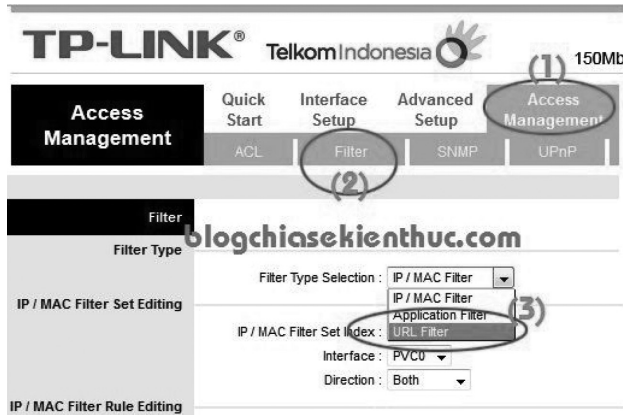 TP-LINK® Telkom Indonesia
(1) 150Mb
Access Management
Quick Start
Interface Setup
Advanced Setup
Access Management
ACL Filter SNMP UPnP
(2)
Filter
blogchiasekienthuc.com
Filter Type
Filter Type Selection : IP / MAC Filter
IP / MAC Filter
Application Filter
(3)
IP / MAC Filter Set Editing
IP / MAC Filter Set Index : URL Filter
Interface : PVC0
Direction : Both
IP / MAC Filter Rule Editing